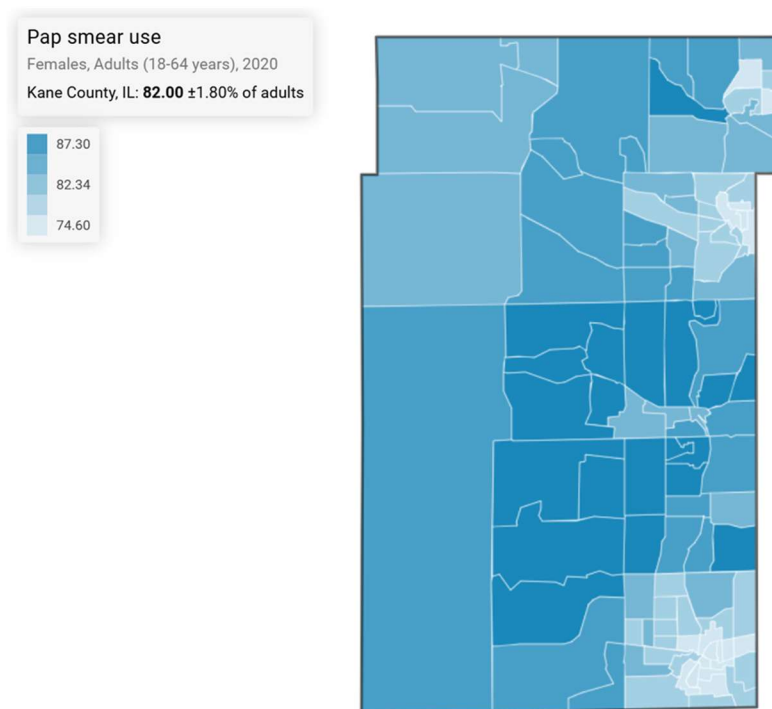 Pap smear use
Females, Adults (18-64 years), 2020
Kane County, IL: 82.00 ±1.80% of adults
87.30
82.34
74.60